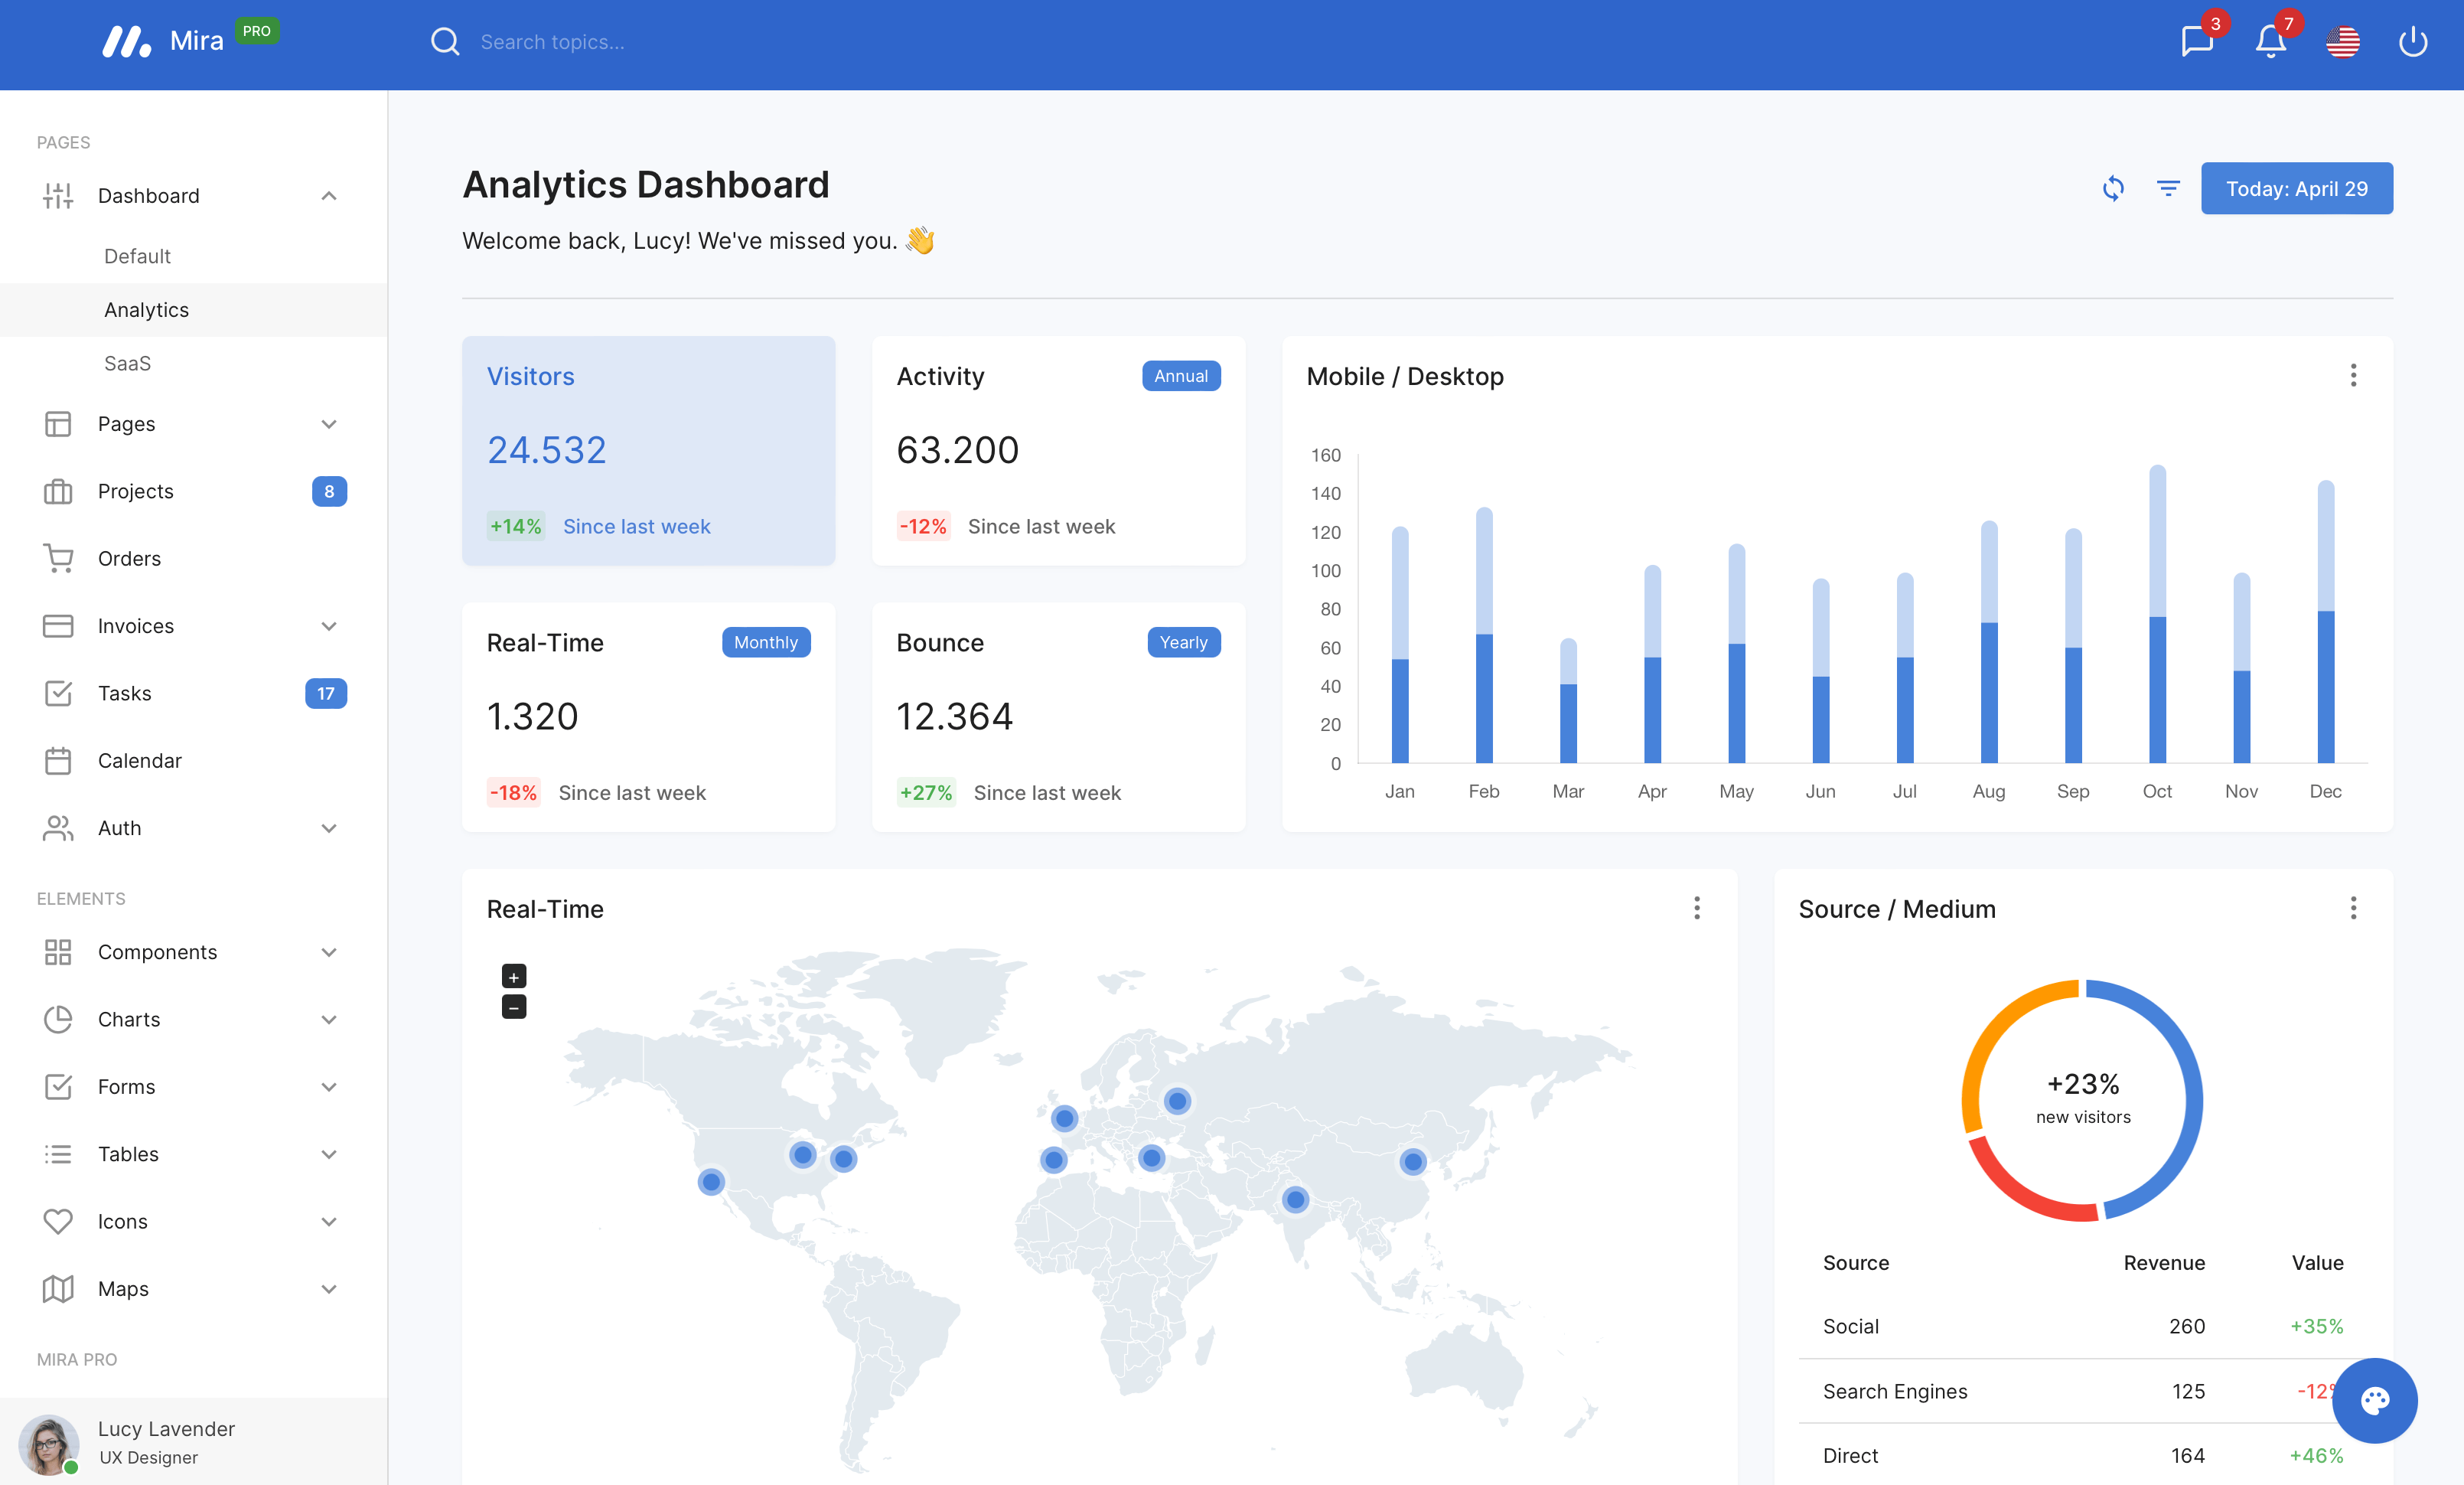 Mira PRO
Search topics...
3
7
PAGES
Dashboard
Default
Analytics
SaaS
Pages
Projects 8
Orders
Invoices
Tasks 17
Calendar
Auth
ELEMENTS
Components
Charts
Forms
Tables
Icons
Maps
MIRA PRO
Lucy Lavender
UX Designer
Analytics Dashboard
Welcome back, Lucy! We've missed you. 👋
Today: April 29
Visitors
24.532
+14% Since last week
Activity Annual
63.200
-12% Since last week
Real-Time Monthly
1.320
-18% Since last week
Bounce Yearly
12.364
+27% Since last week
Mobile / Desktop
160
140
120
100
80
60
40
20
0
Jan Feb Mar Apr May Jun Jul Aug Sep Oct Nov Dec
Real-Time
+
−
Source / Medium
+23%
new visitors
Source Revenue Value
Social 260 +35%
Search Engines 125 -12%
Direct 164 +46%